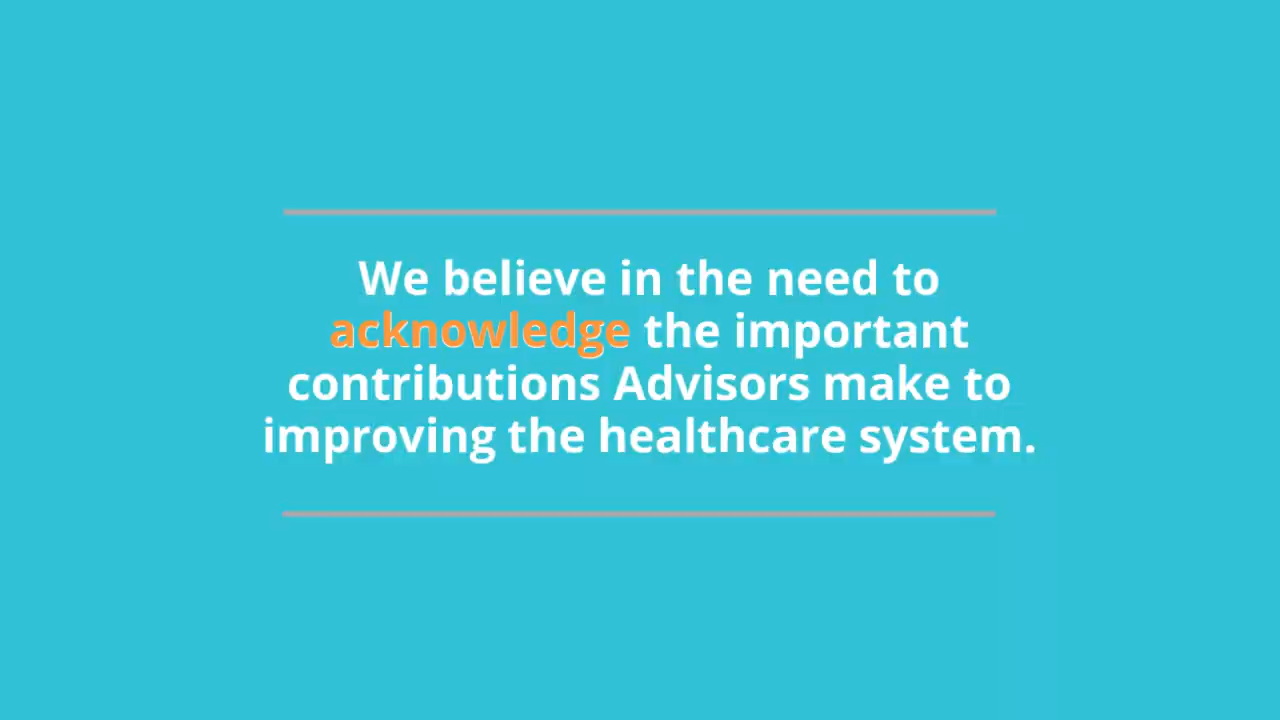 We believe in the need to
acknowledge the important
contributions Advisors make to
improving the healthcare system.